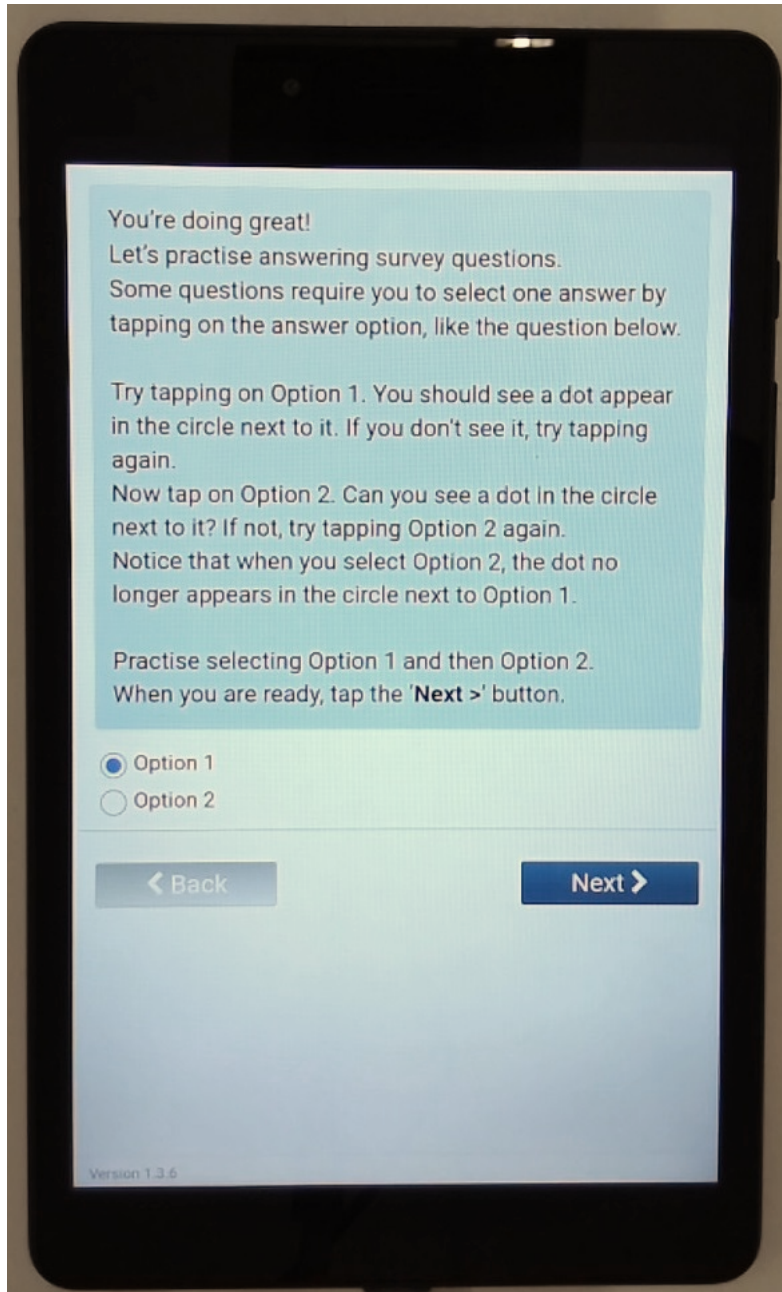 You're doing great!
Let's practise answering survey questions.
Some questions require you to select one answer by
tapping on the answer option, like the question below.
Try tapping on Option 1. You should see a dot appear
in the circle next to it. If you don't see it, try tapping
again.
Now tap on Option 2. Can you see a dot in the circle
next to it? If not, try tapping Option 2 again.
Notice that when you select Option 2, the dot no
longer appears in the circle next to Option 1.
Practise selecting Option 1 and then Option 2.
When you are ready, tap the 'Next >' button.
Option 1
Option 2
Back
Next
Version 1.3.6